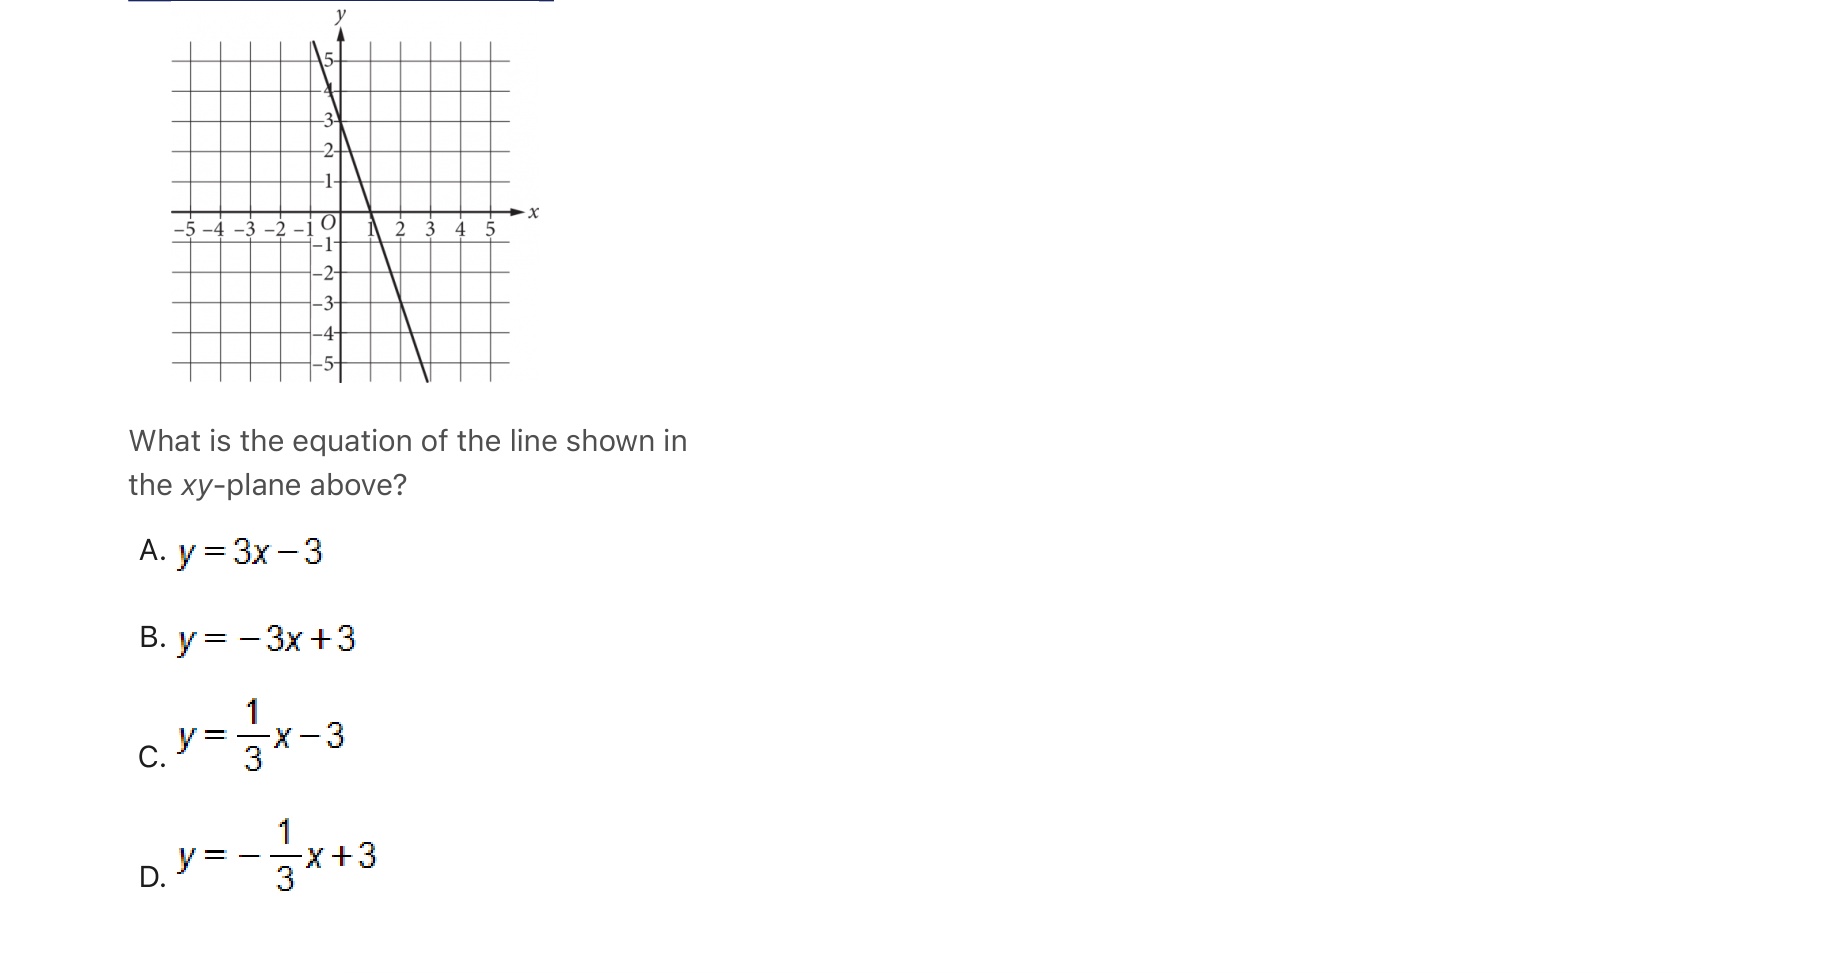 y
5
4
3
2
1
x
–5 –4 –3 –2 –1 O 1 2 3 4 5
–1
–2
–3
–4
–5
What is the equation of the line shown in
the xy-plane above?
A. y = 3x – 3
B. y = – 3x + 3
C. y = 1/3 x – 3
D. y = – 1/3 x + 3